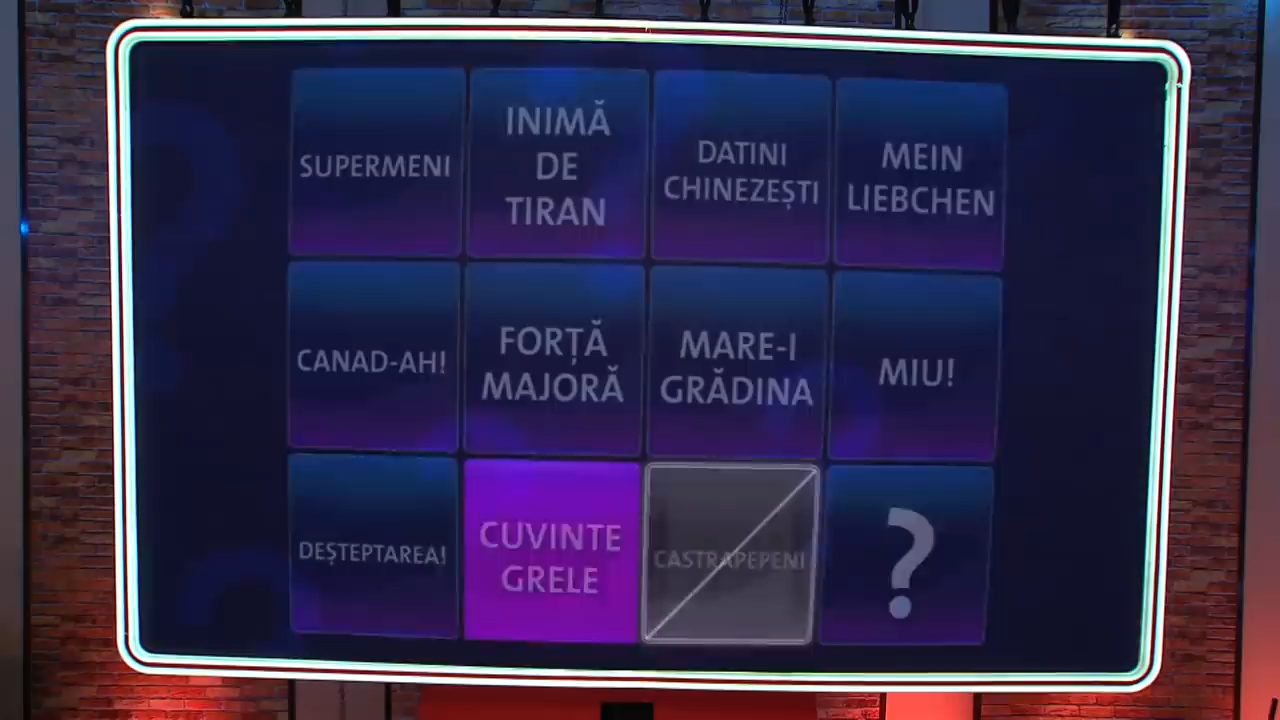 SUPERMENI
INIMĂ
DE
TIRAN
DATINI
CHINEZEȘTI
MEIN
LIEBCHEN
CANAD-AH!
FORȚĂ
MAJORĂ
MARE-I
GRĂDINA
MIU!
DEȘTEPTAREA!
CUVINTE
GRELE
CASTRAPEPENI
?